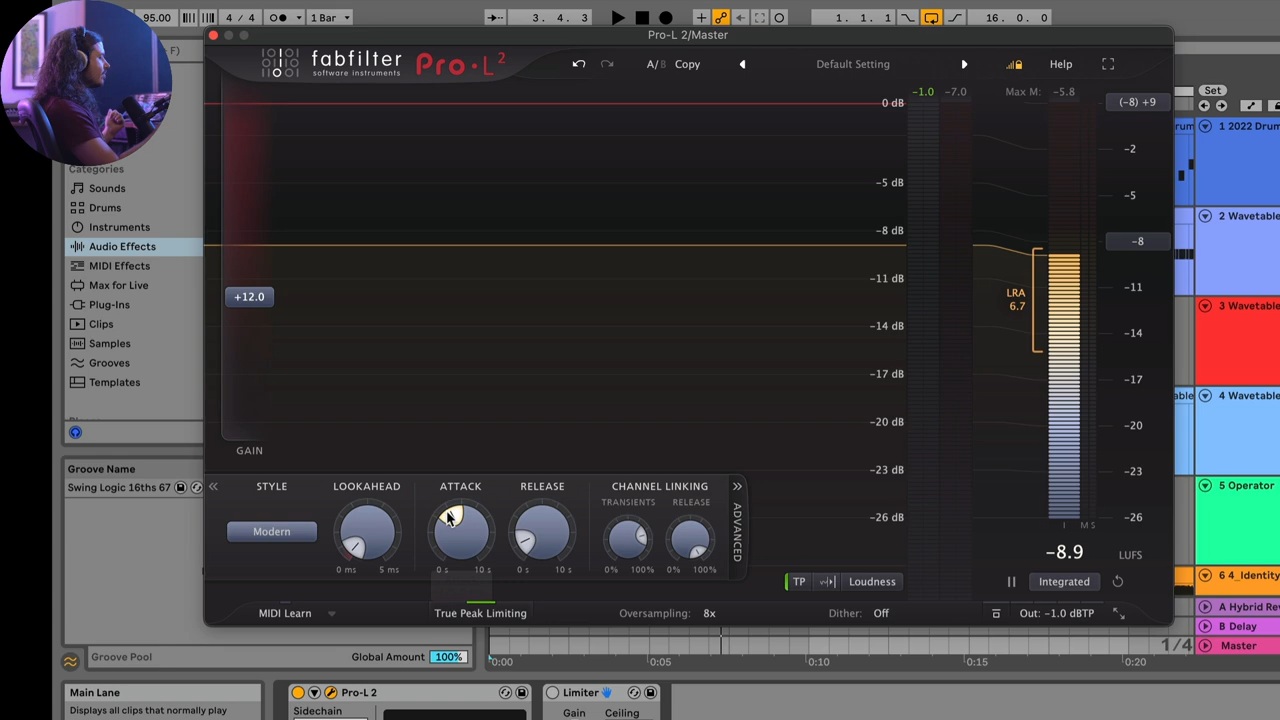 95.00
4 / 4
1 Bar
3. 4. 3
1. 1. 1
16. 0. 0
Pro-L 2/Master
fabfilter
software instruments
Pro·L 2
A/B
Copy
Default Setting
Help
Set
-1.0
-7.0
Max M:
-5.8
(-8) +9
0 dB
-5 dB
-8 dB
-11 dB
-14 dB
-17 dB
-20 dB
-23 dB
-26 dB
-2
-5
-8
-11
-14
-17
-20
-23
-26
LRA
6.7
+12.0
GAIN
F)
Categories
Sounds
Drums
Instruments
Audio Effects
MIDI Effects
Max for Live
Plug-Ins
Clips
Samples
Grooves
Templates
Groove Name
Swing Logic 16ths 67
STYLE
LOOKAHEAD
ATTACK
RELEASE
CHANNEL LINKING
TRANSIENTS
RELEASE
Modern
0 ms
5 ms
0 s
10 s
0 s
10 s
0%
100%
0%
100%
ADVANCED
I
M S
-8.9
LUFS
TP
Loudness
Integrated
MIDI Learn
True Peak Limiting
Oversampling:
8x
Dither:
Off
Out: -1.0 dBTP
1 2022 Drum
2 Wavetable
3 Wavetable
4 Wavetable
5 Operator
6 4_Identity
A Hybrid Re
B Delay
Master
1/4
0:00
0:05
0:10
0:15
0:20
Groove Pool
Global Amount
100%
Main Lane
Displays all clips that normally play
Pro-L 2
Sidechain
Limiter
Gain
Ceiling